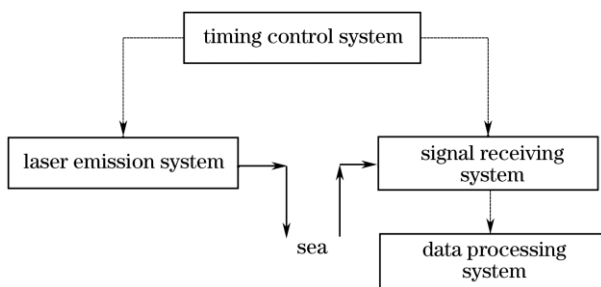 timing control system
laser emission system
signal receiving
system
sea
data processing
system